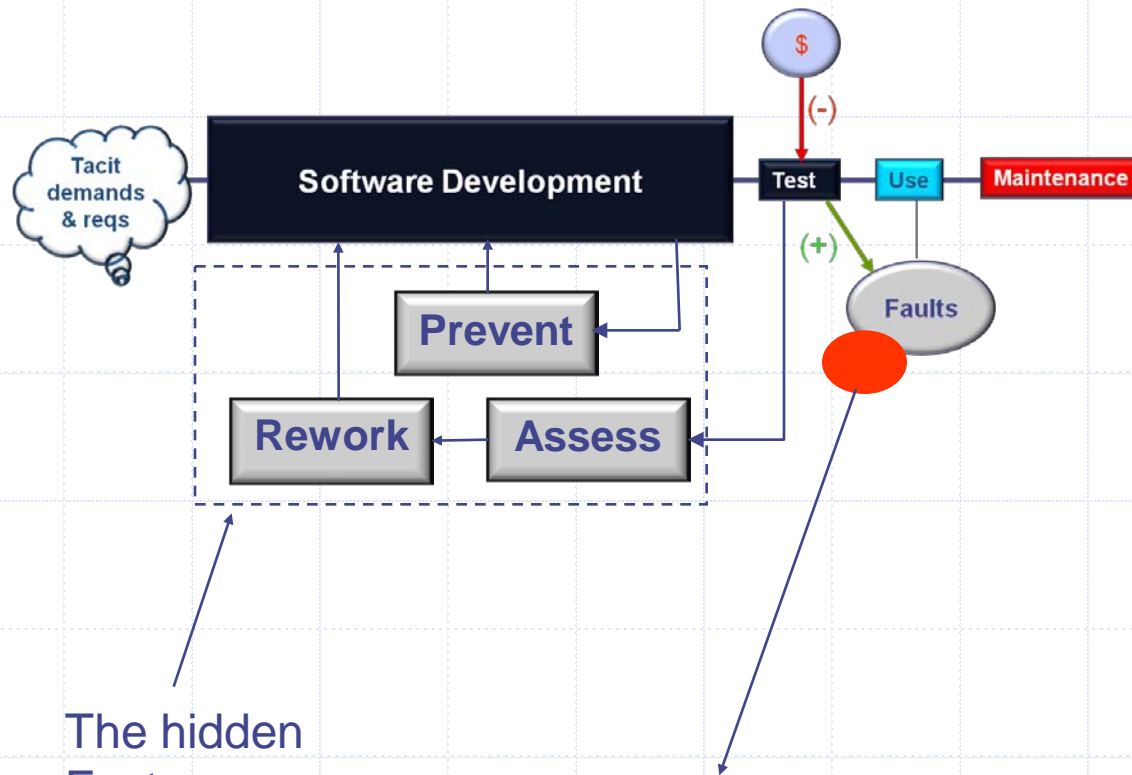 $
(-)
Tacit
demands
& reqs
Software Development
Test
Use
Maintenance
(+)
Faults
Prevent
Rework
Assess
The hidden